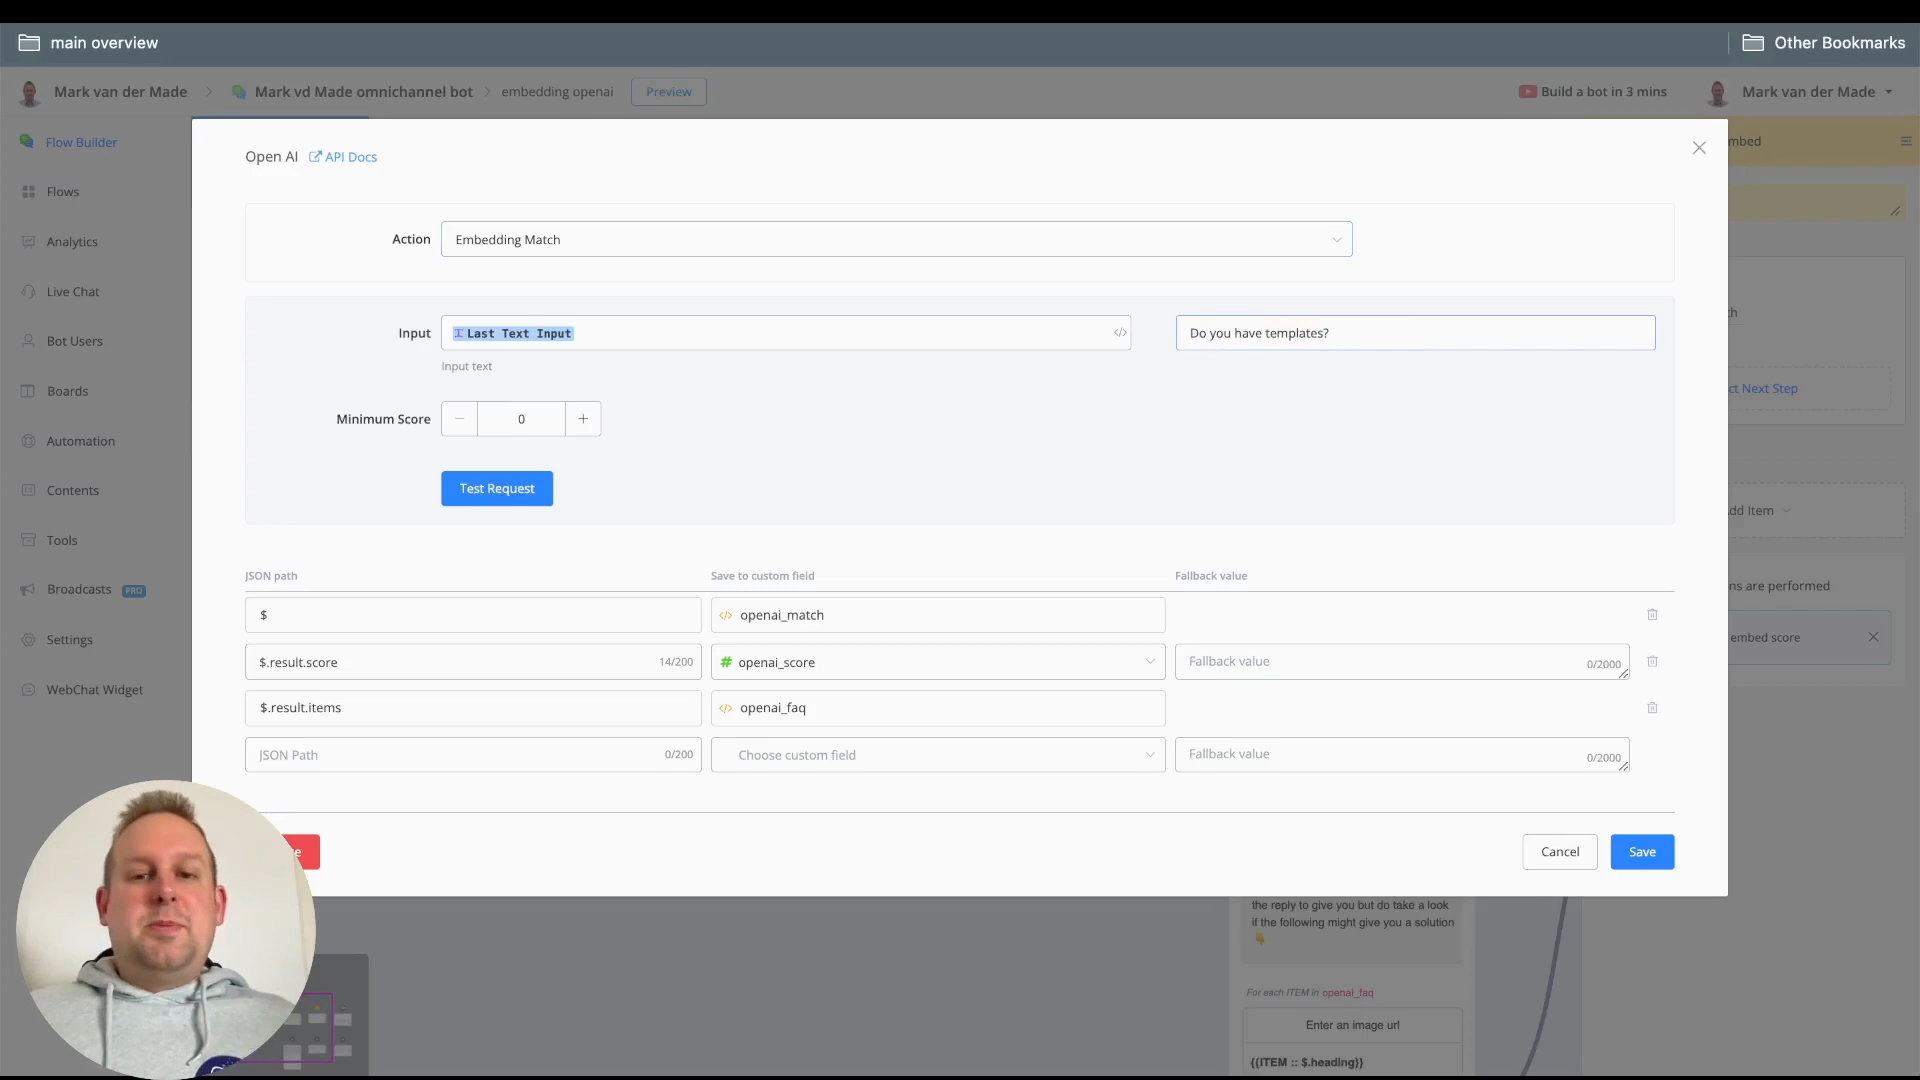 main overview
Other Bookmarks
Mark van der Made
Mark vd Made omnichannel bot
embedding openai
Preview
Build a bot in 3 mins
Mark van der Made
Flow Builder
Flows
Analytics
Live Chat
Bot Users
Boards
Automation
Contents
Tools
Broadcasts PRO
Settings
WebChat Widget
Open AI API Docs
Action Embedding Match
Input Last Text Input
Do you have templates?
Input text
Minimum Score
0
Test Request
JSON path
Save to custom field
Fallback value
$
openai_match
$.result.score 14/200
openai_score
Fallback value 0/2000
$.result.items
openai_faq
JSON Path 0/200
Choose custom field
Fallback value 0/2000
Cancel
Save
mbed
ct Next Step
dd Item
ns are performed
embed score
the reply to give you but do take a look
if the following might give you a solution
For each ITEM in openai_faq
Enter an image url
{{ITEM :: $.heading}}